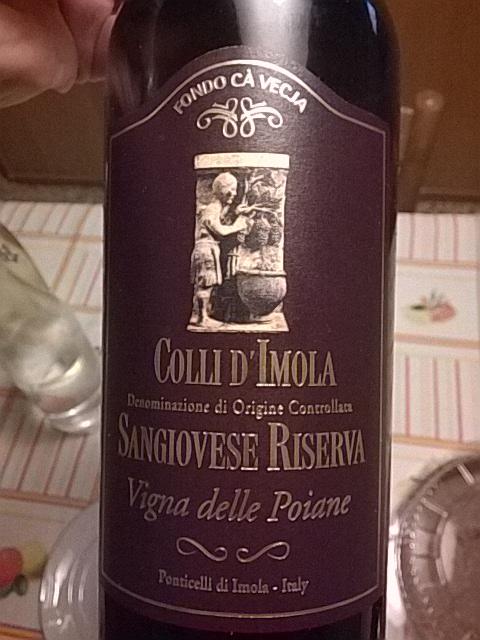 FONDO CÀ VECJA
COLLI D'IMOLA
Denominazione di Origine Controllata
SANGIOVESE RISERVA
Vigna delle Poiane
Ponticelli di Imola - Italy